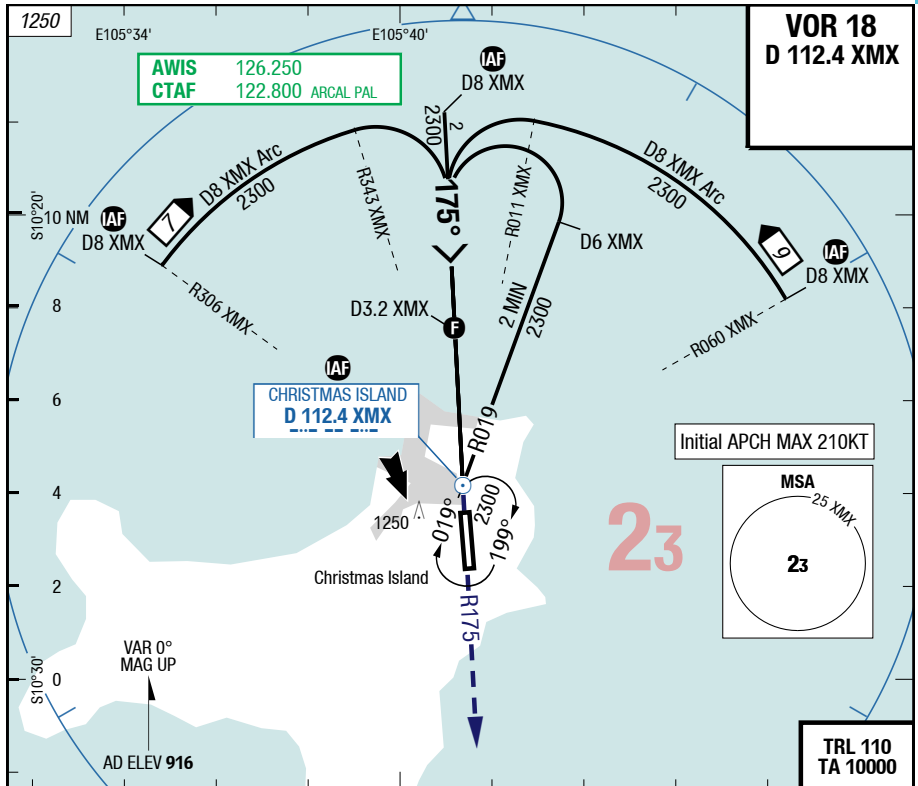 1250
E105°34'
E105°40'
VOR 18
D 112.4 XMX
AWIS 126.250
CTAF 122.800 ARCAL PAL
IAF
D8 XMX
2300
2
D8 XMX Arc
2300
D8 XMX Arc
2300
R343 XMX
R011 XMX
175°
S10°20'
10 NM
IAF
D8 XMX
7
D6 XMX
9
IAF
D8 XMX
R306 XMX
8
D3.2 XMX
F
2 MIN
2300
R060 XMX
IAF
6
CHRISTMAS ISLAND
D 112.4 XMX
R019
Initial APCH MAX 210KT
MSA
25 XMX
23
4
1250
019°
2300
199°
23
Christmas Island
2
R175
VAR 0°
MAG UP
S10°30'
0
AD ELEV 916
TRL 110
TA 10000